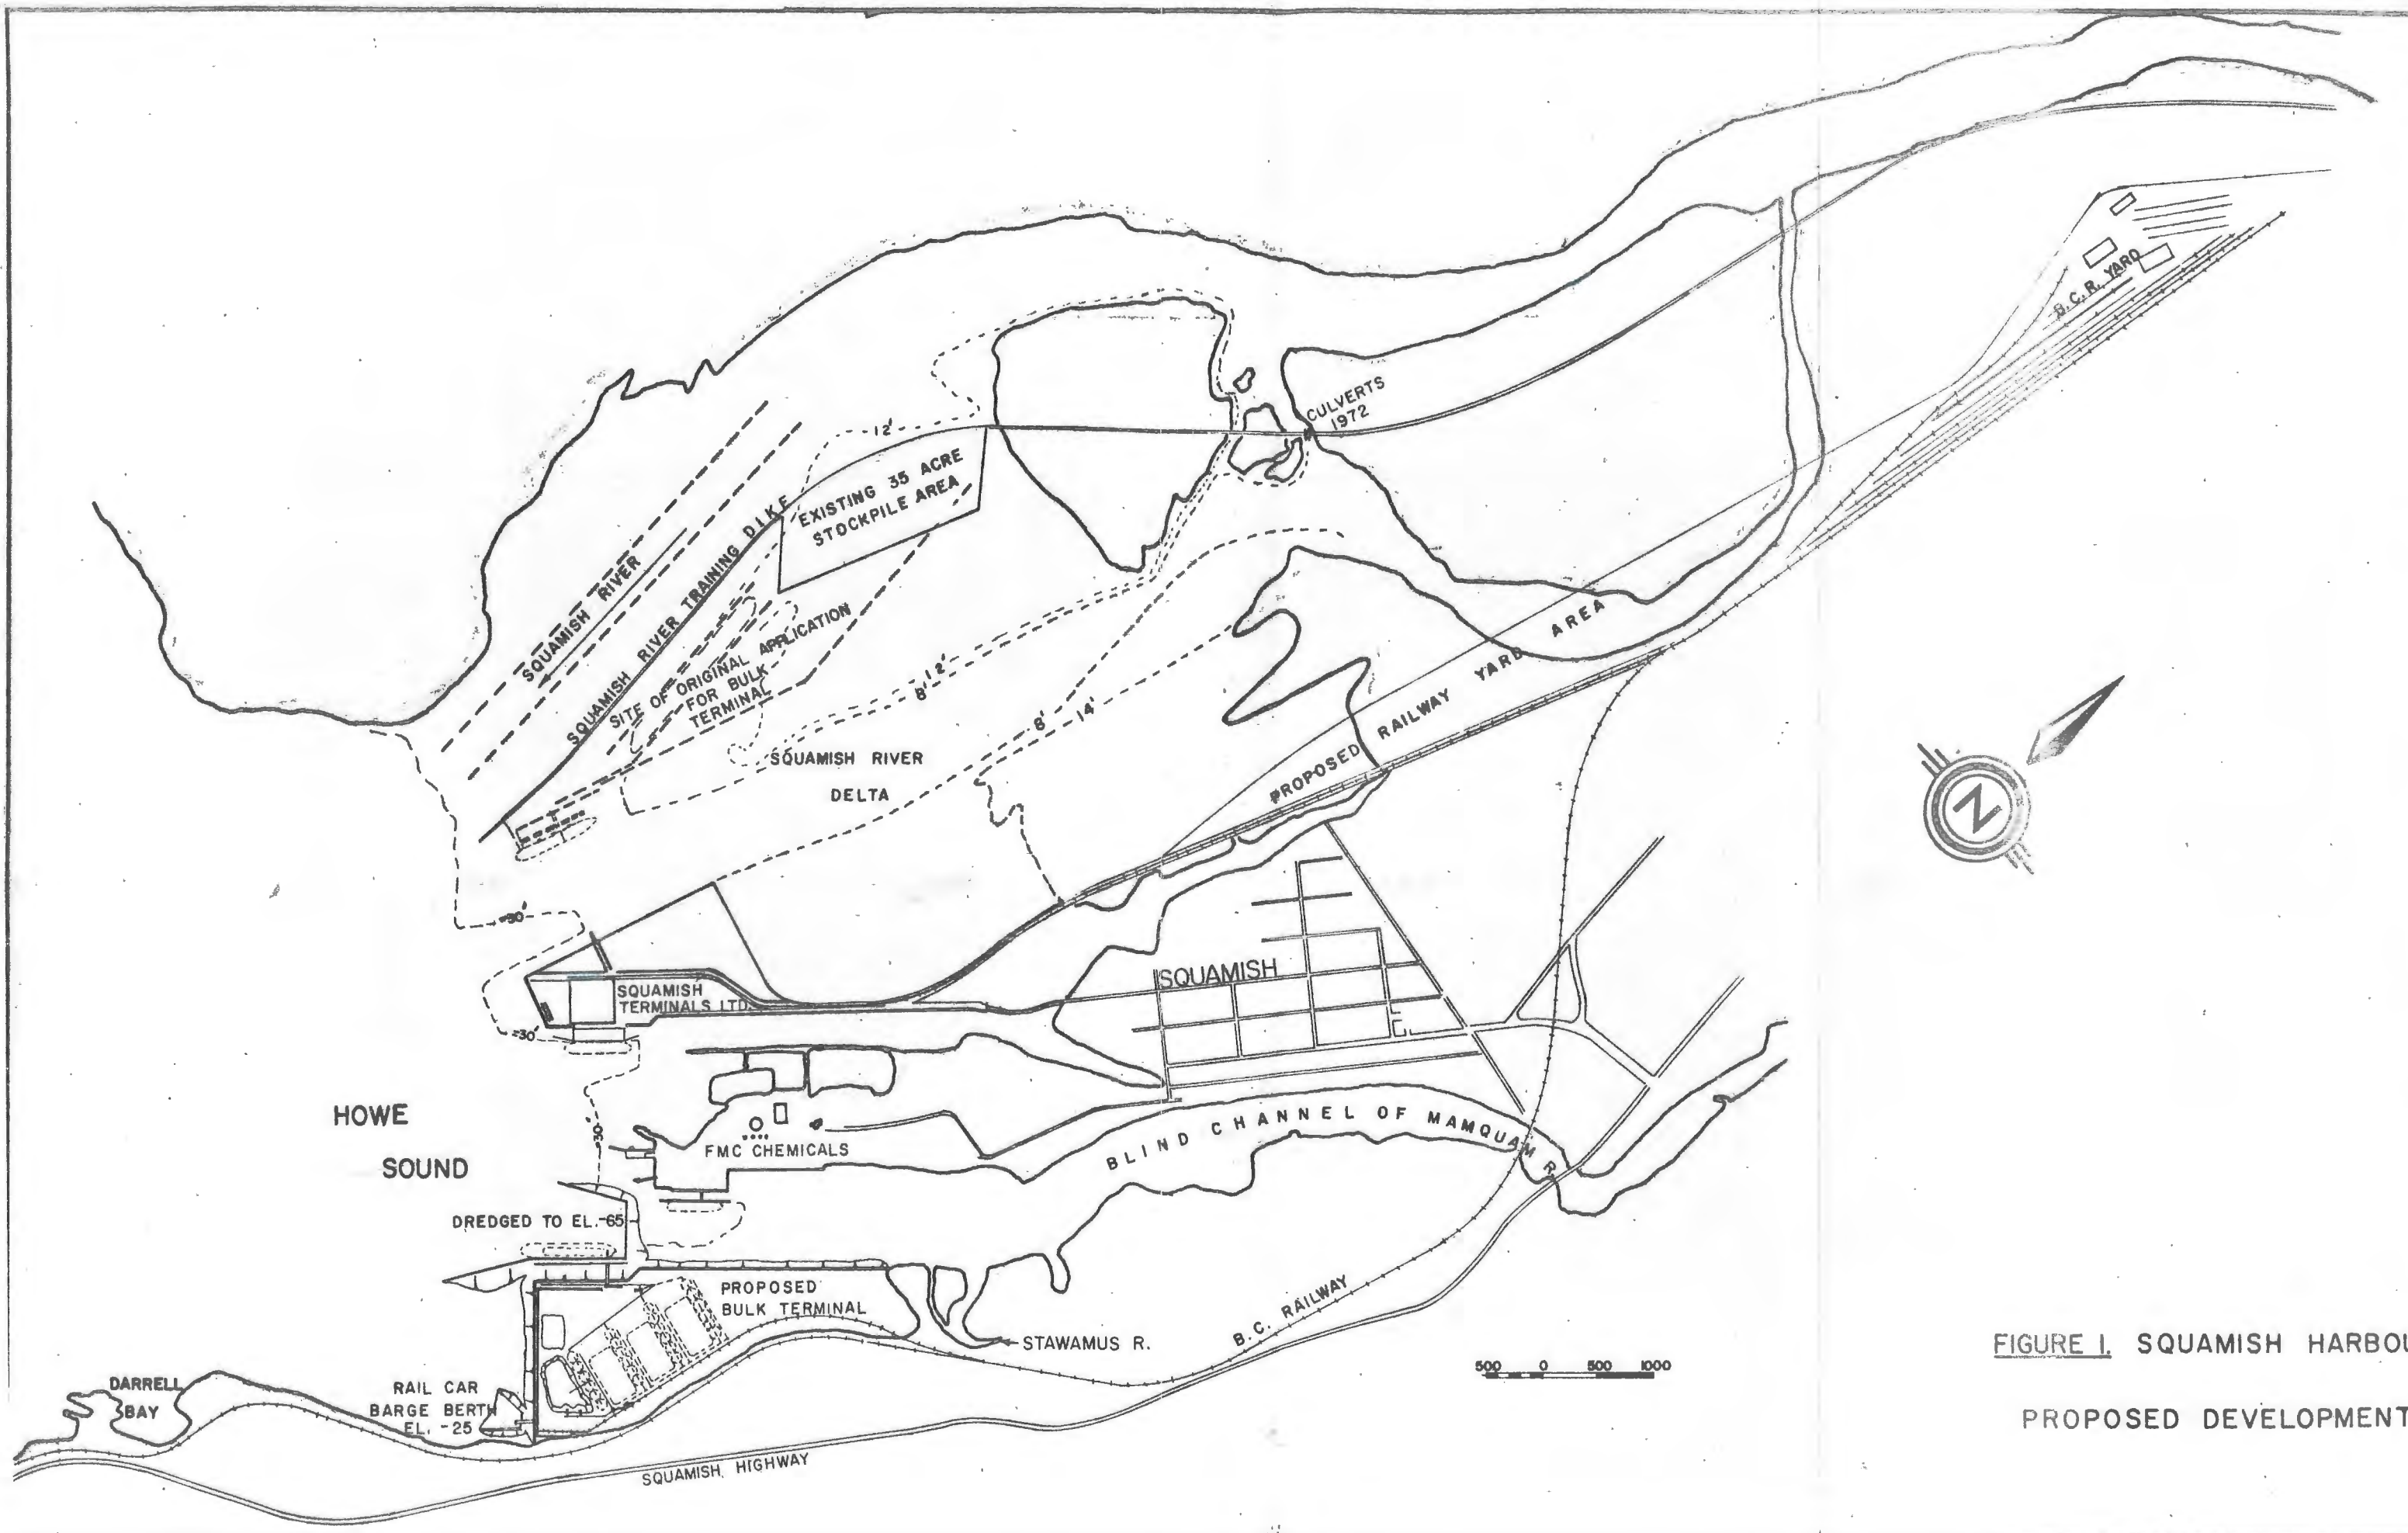 B.C.R. YARD
CULVERTS
1972
12'
EXISTING 35 ACRE
STOCKPILE AREA
SQUAMISH RIVER
SQUAMISH RIVER TRAINING DIKE
SITE OF ORIGINAL APPLICATION
FOR BULK
TERMINAL
12'
8'
8'
14'
SQUAMISH RIVER
DELTA
PROPOSED RAILWAY YARD AREA
N
-30'
SQUAMISH
TERMINALS LTD.
-30'
SQUAMISH
HOWE
SOUND
-30'
FMC CHEMICALS
BLIND CHANNEL OF MAMQUAM R.
DREDGED TO EL.-65
PROPOSED
BULK TERMINAL
STAWAMUS R.
B.C. RAILWAY
500 0 500 1000
DARRELL
BAY
RAIL CAR
BARGE BERTH
EL. -25
SQUAMISH HIGHWAY
FIGURE 1. SQUAMISH HARBOU
PROPOSED DEVELOPMENT